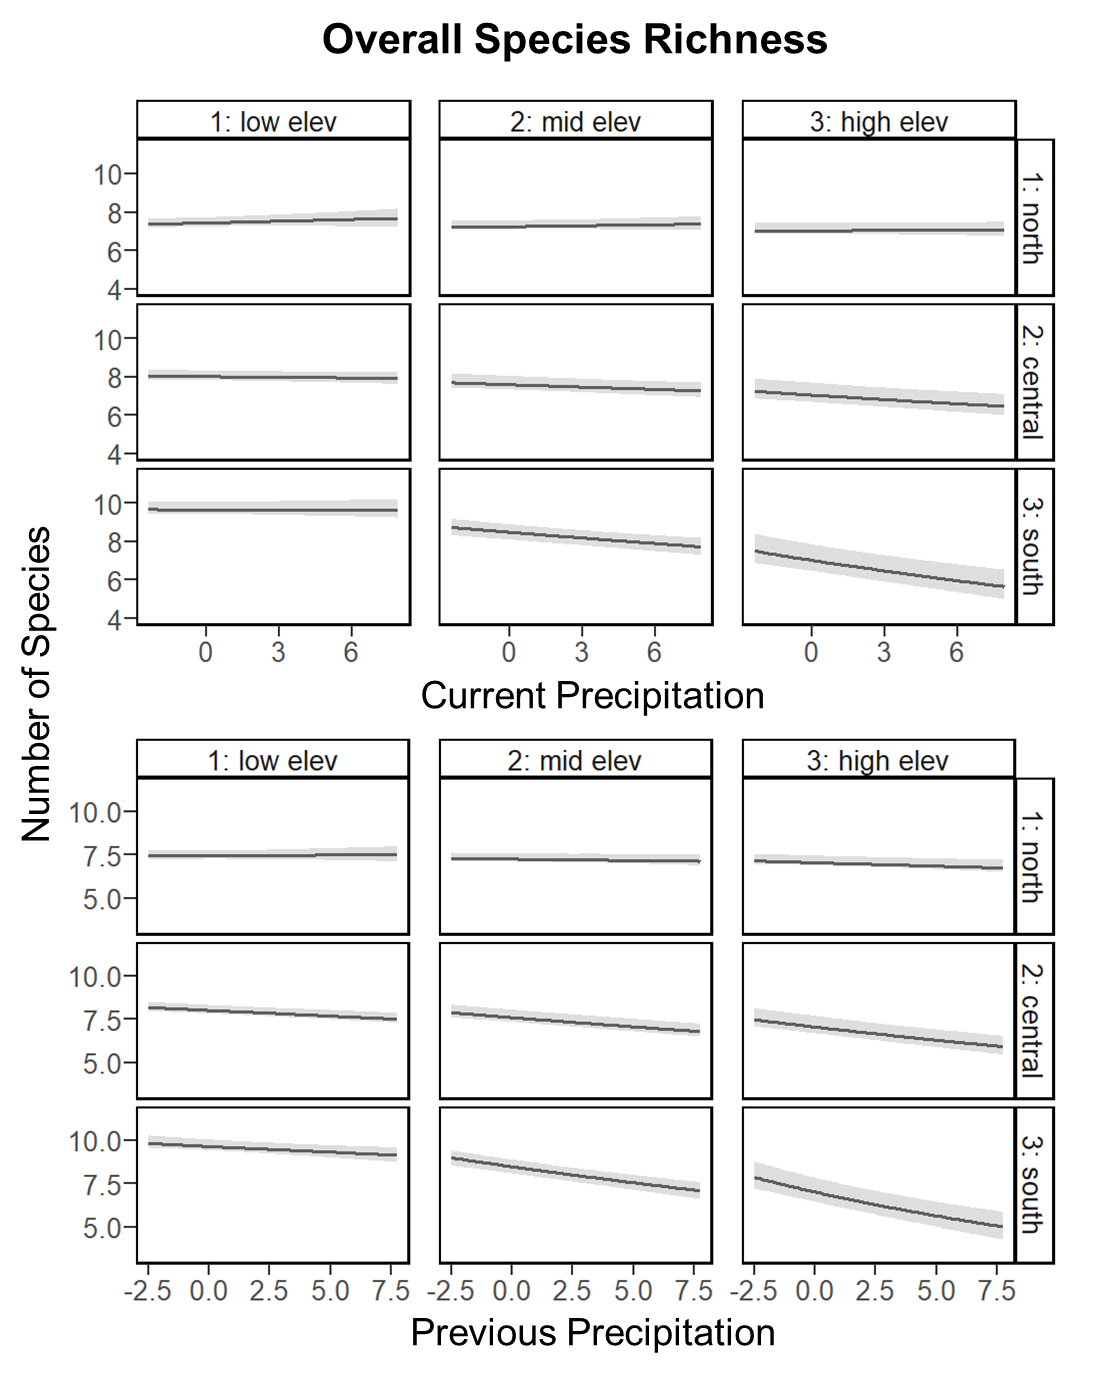 Overall Species Richness
1: low elev 2: mid elev 3: high elev
10
8
6
4
1: north
10
8
6
4
2: central
10
8
6
4
3: south
0 3 6 0 3 6 0 3 6
Current Precipitation
Number of Species
1: low elev 2: mid elev 3: high elev
10.0
7.5
5.0
1: north
10.0
7.5
5.0
2: central
10.0
7.5
5.0
3: south
-2.5 0.0 2.5 5.0 7.5 -2.5 0.0 2.5 5.0 7.5 -2.5 0.0 2.5 5.0 7.5
Previous Precipitation